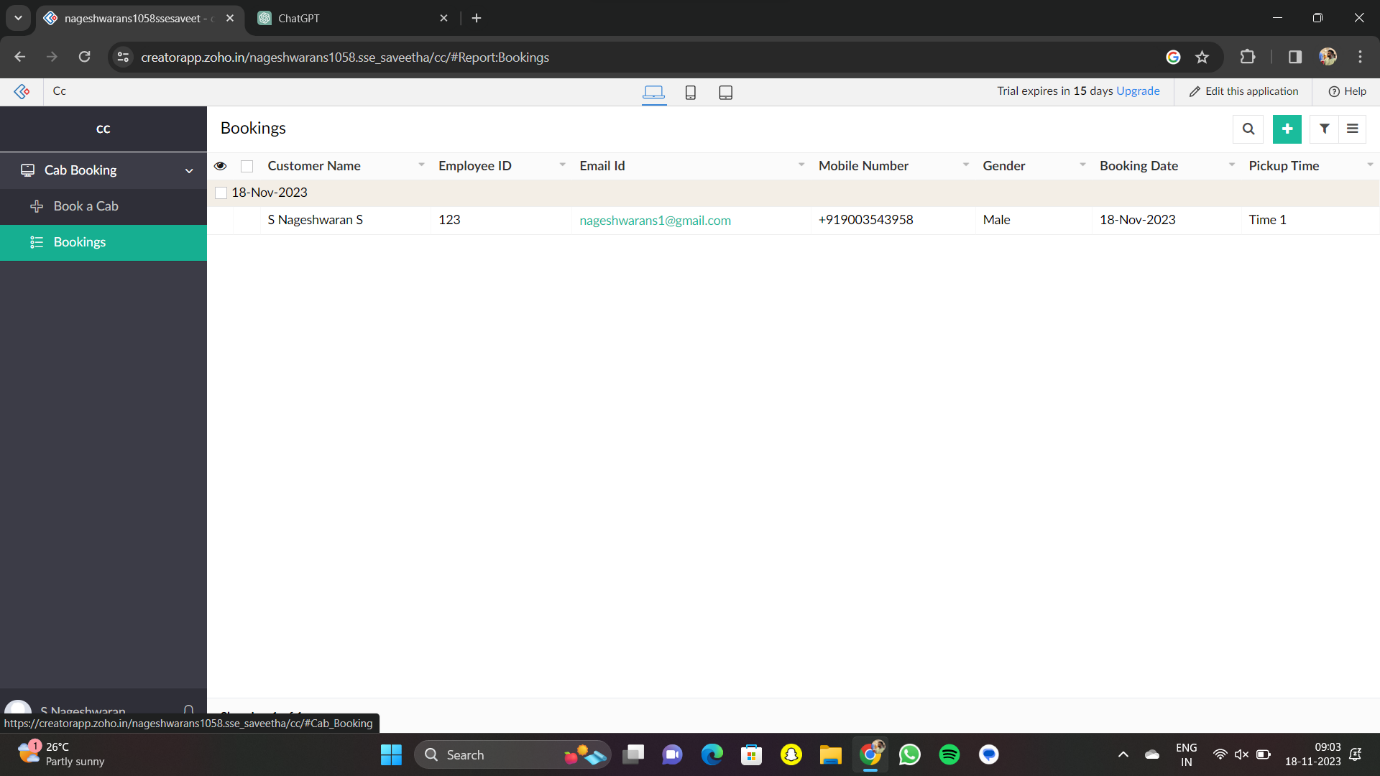 nageshwarans1058ssesaveet - c
ChatGPT
creatorapp.zoho.in/nageshwarans1058.sse_saveetha/cc/#Report:Bookings
Cc
Trial expires in 15 days Upgrade
Edit this application
Help
CC
Bookings
Cab Booking
Customer Name
Employee ID
Email Id
Mobile Number
Gender
Booking Date
Pickup Time
18-Nov-2023
Book a Cab
S Nageshwaran S
123
nageshwarans1@gmail.com
+919003543958
Male
18-Nov-2023
Time 1
Bookings
S Nageshwaran
https://creatorapp.zoho.in/nageshwarans1058.sse_saveetha/cc/#Cab_Booking
1
26°C
Partly sunny
Search
ENG
IN
09:03
18-11-2023